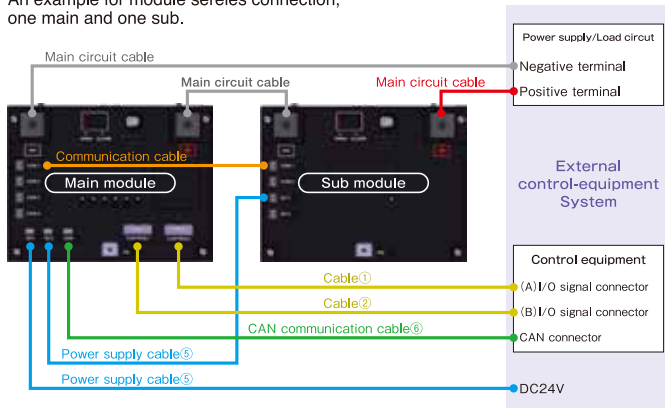 An example for module sereies connection,
one main and one sub.
Power supply/Load circut
Main circuit cable
Negative terminal
Main circuit cable
Main circuit cable
Positive terminal
Communication cable
Main module
Sub module
External
control-equipment
System
Control equipment
Cable①
(A)I/O signal connector
Cable②
(B)I/O signal connector
CAN communication cable⑥
CAN connector
Power supply cable⑤
Power supply cable⑤
DC24V